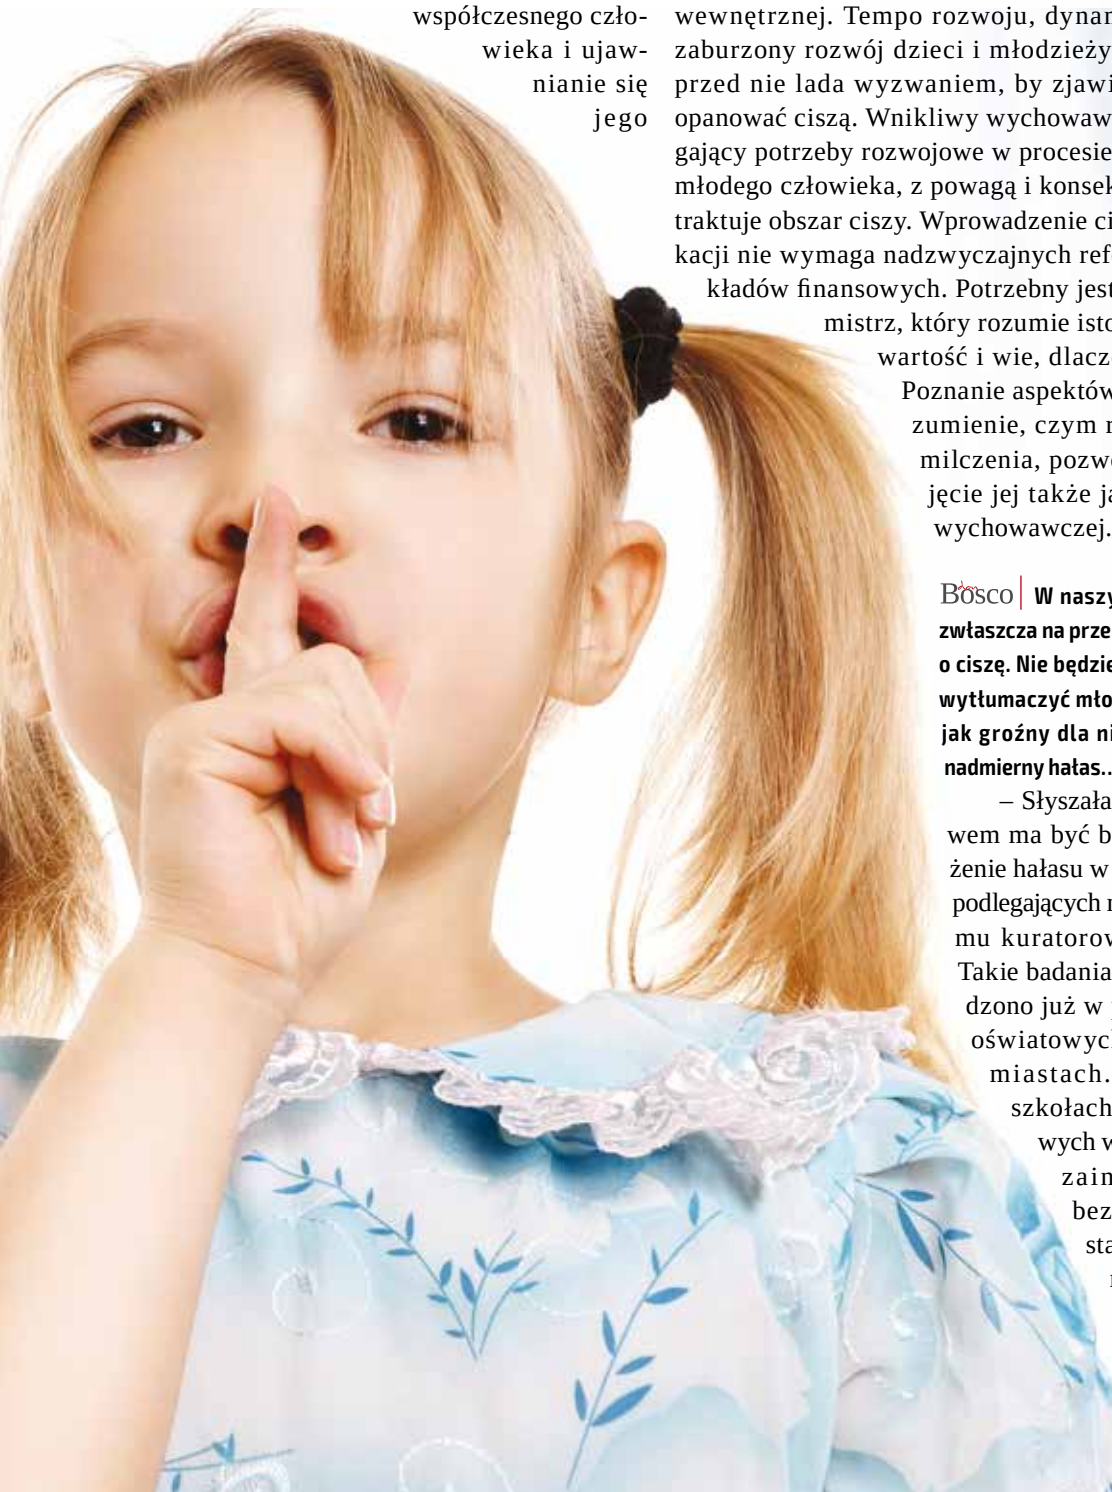 współczesnego czło-
wieka i ujaw-
nianie się
jego
wewnętrznej. Tempo rozwoju, dynam
zaburzony rozwój dzieci i młodzieży
przed nie lada wyzwaniem, by zjawi
opanować ciszą. Wnikliwy wychowaw
gający potrzeby rozwojowe w procesie
młodego człowieka, z powagą i konsek
traktuje obszar ciszy. Wprowadzenie ci
kacji nie wymaga nadzwyczajnych refo
kładów finansowych. Potrzebny jest
mistrz, który rozumie isto
wartość i wie, dlacze
Poznanie aspektów
zumienie, czym
milczenia, pozwo
jęcie jej także ja
wychowawczej.
Bosco | W naszy
zwłaszcza na prze
o ciszę. Nie będzie
wytłumaczyć mło
jak groźny dla ni
nadmierny hałas..
– Słyszała
wem ma być b
żenie hałasu w
podlegających
mu kuratorow
Takie badania
dzono już w
oświatowych
miastach.
szkołach
wych w
zain
bez
sta